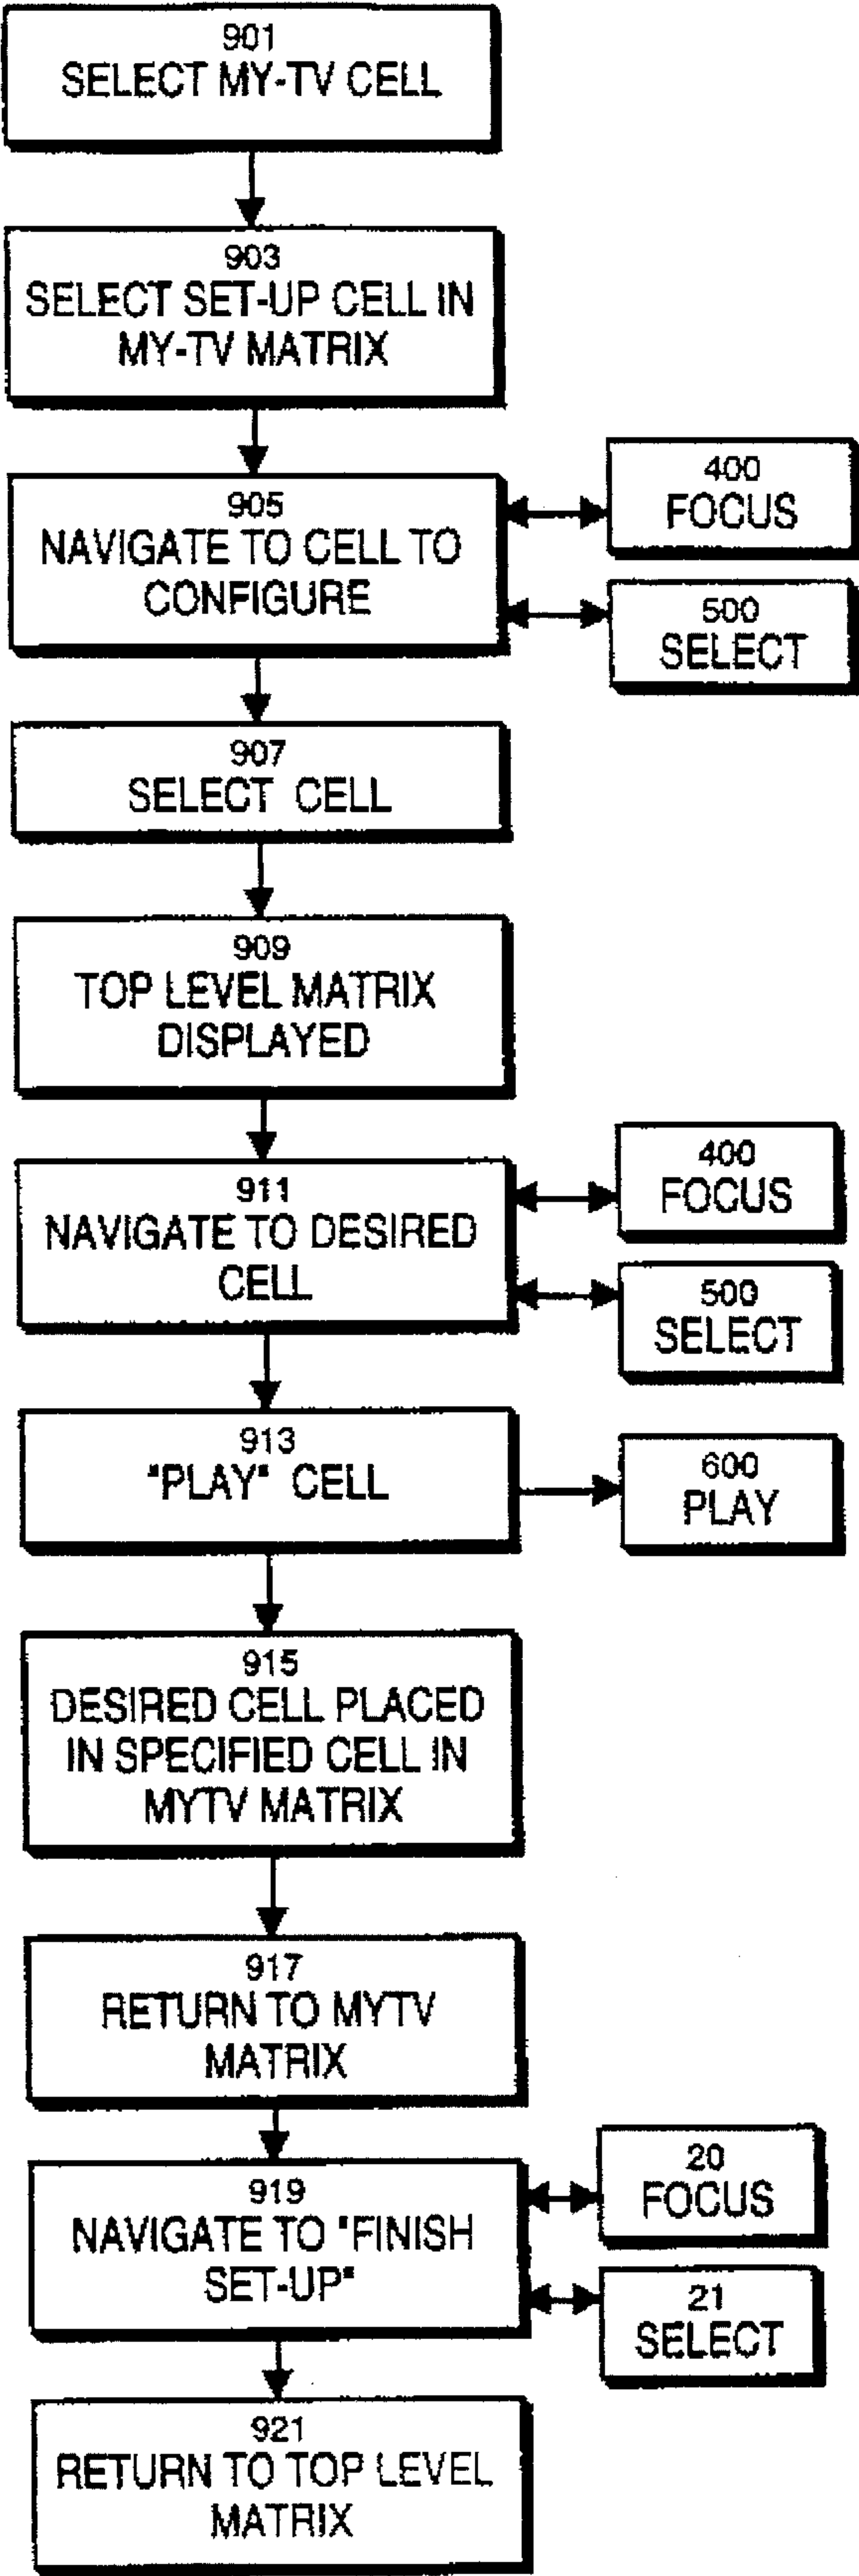 901
SELECT MY-TV CELL
903
SELECT SET-UP CELL IN
MY-TV MATRIX
905
NAVIGATE TO CELL TO
CONFIGURE
400
FOCUS
500
SELECT
907
SELECT CELL
909
TOP LEVEL MATRIX
DISPLAYED
911
NAVIGATE TO DESIRED
CELL
400
FOCUS
500
SELECT
913
"PLAY" CELL
600
PLAY
915
DESIRED CELL PLACED
IN SPECIFIED CELL IN
MYTV MATRIX
917
RETURN TO MYTV
MATRIX
919
NAVIGATE TO "FINISH
SET-UP"
20
FOCUS
21
SELECT
921
RETURN TO TOP LEVEL
MATRIX